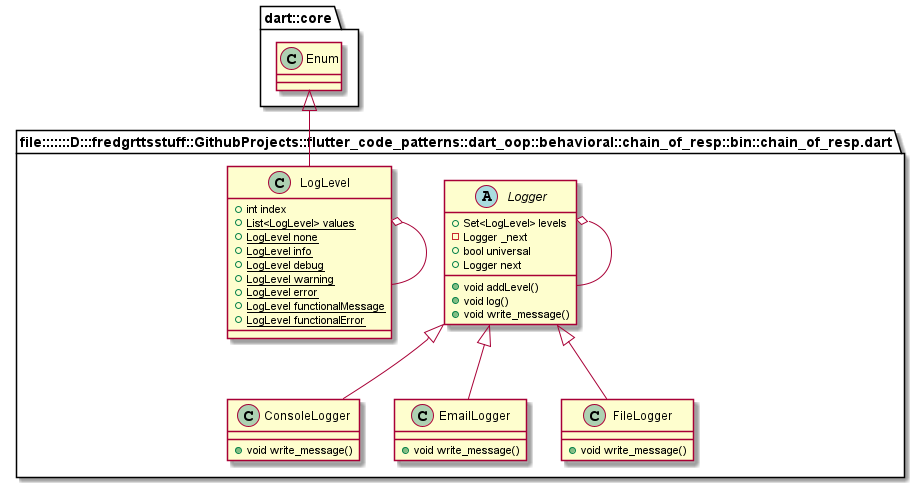 dart::core
C Enum
file:::::::D:::fredgrttsstuff::GithubProjects::flutter_code_patterns::dart_oop::behavioral::chain_of_resp::bin::chain_of_resp.dart
C LogLevel
int index
List<LogLevel> values
LogLevel none
LogLevel info
LogLevel debug
LogLevel warning
LogLevel error
LogLevel functionalMessage
LogLevel functionalError
A Logger
Set<LogLevel> levels
Logger _next
bool universal
Logger next
void addLevel()
void log()
void write_message()
C ConsoleLogger
void write_message()
C EmailLogger
void write_message()
C FileLogger
void write_message()